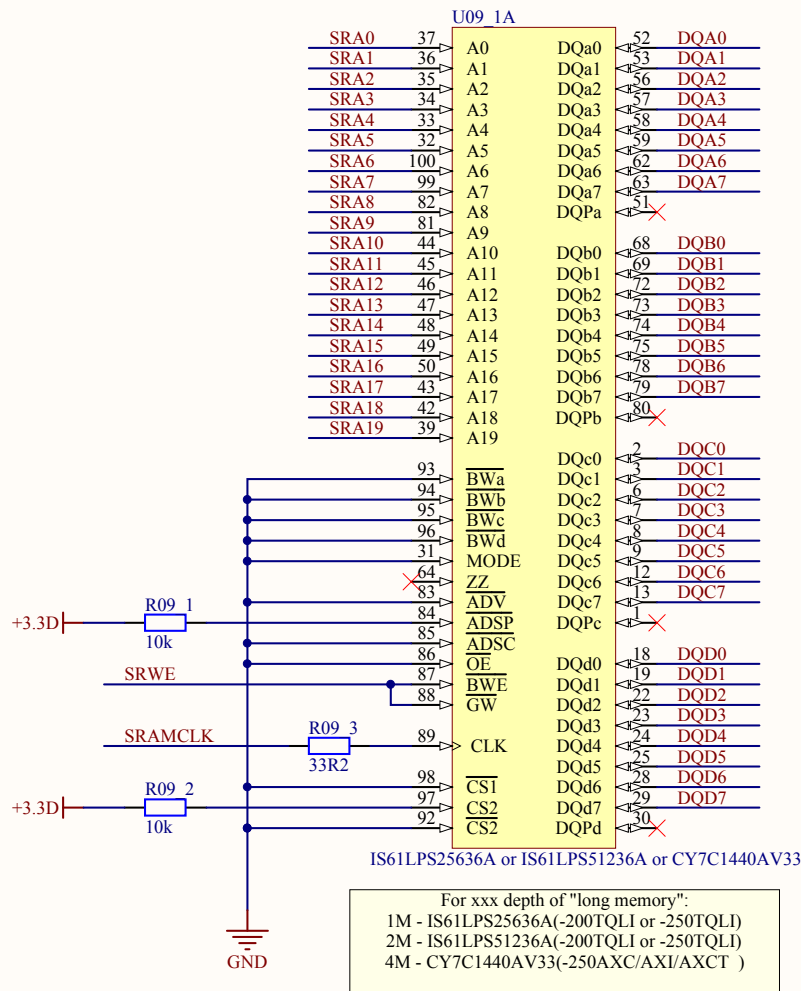 U09_1A
SRA0 37 A0 DQa0 52 DQA0
SRA1 36 A1 DQa1 53 DQA1
SRA2 35 A2 DQa2 56 DQA2
SRA3 34 A3 DQa3 57 DQA3
SRA4 33 A4 DQa4 58 DQA4
SRA5 32 A5 DQa5 59 DQA5
SRA6 100 A6 DQa6 62 DQA6
SRA7 99 A7 DQa7 63 DQA7
SRA8 82 A8 DQPa 51
SRA9 81 A9
SRA10 44 A10 DQb0 68 DQB0
SRA11 45 A11 DQb1 69 DQB1
SRA12 46 A12 DQb2 72 DQB2
SRA13 47 A13 DQb3 73 DQB3
SRA14 48 A14 DQb4 74 DQB4
SRA15 49 A15 DQb5 75 DQB5
SRA16 50 A16 DQb6 78 DQB6
SRA17 43 A17 DQb7 79 DQB7
SRA18 42 A18 DQPb 80
SRA19 39 A19
DQc0 2 DQC0
93 BWa DQc1 3 DQC1
94 BWb DQc2 6 DQC2
95 BWc DQc3 7 DQC3
96 BWd DQc4 8 DQC4
31 MODE DQc5 9 DQC5
64 ZZ DQc6 12 DQC6
83 ADV DQc7 13 DQC7
+3.3D R09_1 10k 84 ADSP DQPc 1
85 ADSC
86 OE DQd0 18 DQD0
SRWE 87 BWE DQd1 19 DQD1
88 GW DQd2 22 DQD2
DQd3 23 DQD3
SRAMCLK R09_3 33R2 89 CLK DQd4 24 DQD4
DQd5 25 DQD5
98 CS1 DQd6 28 DQD6
+3.3D R09_2 10k 97 CS2 DQd7 29 DQD7
92 CS2 DQPd 30
IS61LPS25636A or IS61LPS51236A or CY7C1440AV33
GND
For xxx depth of "long memory":
1M - IS61LPS25636A(-200TQLI or -250TQLI)
2M - IS61LPS51236A(-200TQLI or -250TQLI)
4M - CY7C1440AV33(-250AXC/AXI/AXCT )